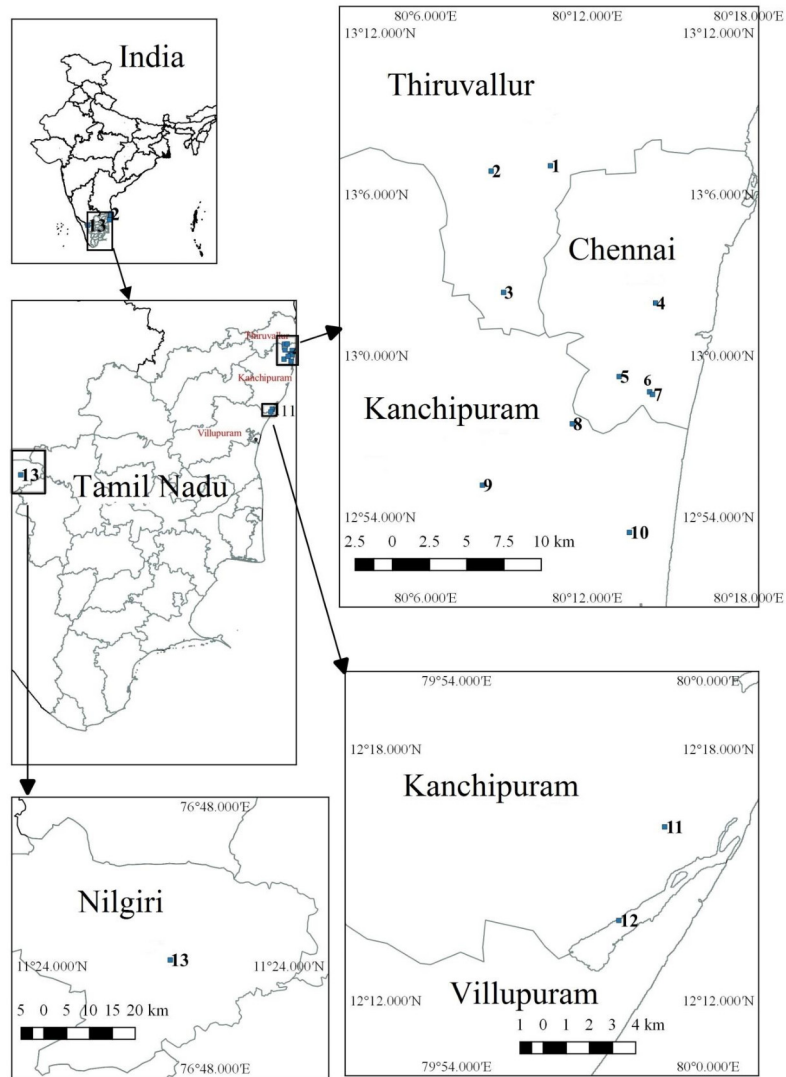 India
2
13
Thiruvallur
Kanchipuram
111
Villupuram
13
Tamil Nadu
80°6.000'E 80°12.000'E 80°18.000'E
13°12.000'N 13°12.000'N
Thiruvallur
1
2
13°6.000'N 13°6.000'N
Chennai
3
4
13°0.000'N 13°0.000'N
5
6
7
Kanchipuram
8
9
12°54.000'N 12°54.000'N
10
2.5 0 2.5 5 7.5 10 km
80°6.000'E 80°12.000'E 80°18.000'E
76°48.000'E
Nilgiri
13
11°24.000'N 11°24.000'N
5 0 5 10 15 20 km
76°48.000'E
79°54.000'E 80°0.000'E
12°18.000'N 12°18.000'N
Kanchipuram
11
12
Villupuram
12°12.000'N 12°12.000'N
1 0 1 2 3 4 km
79°54.000'E 80°0.000'E